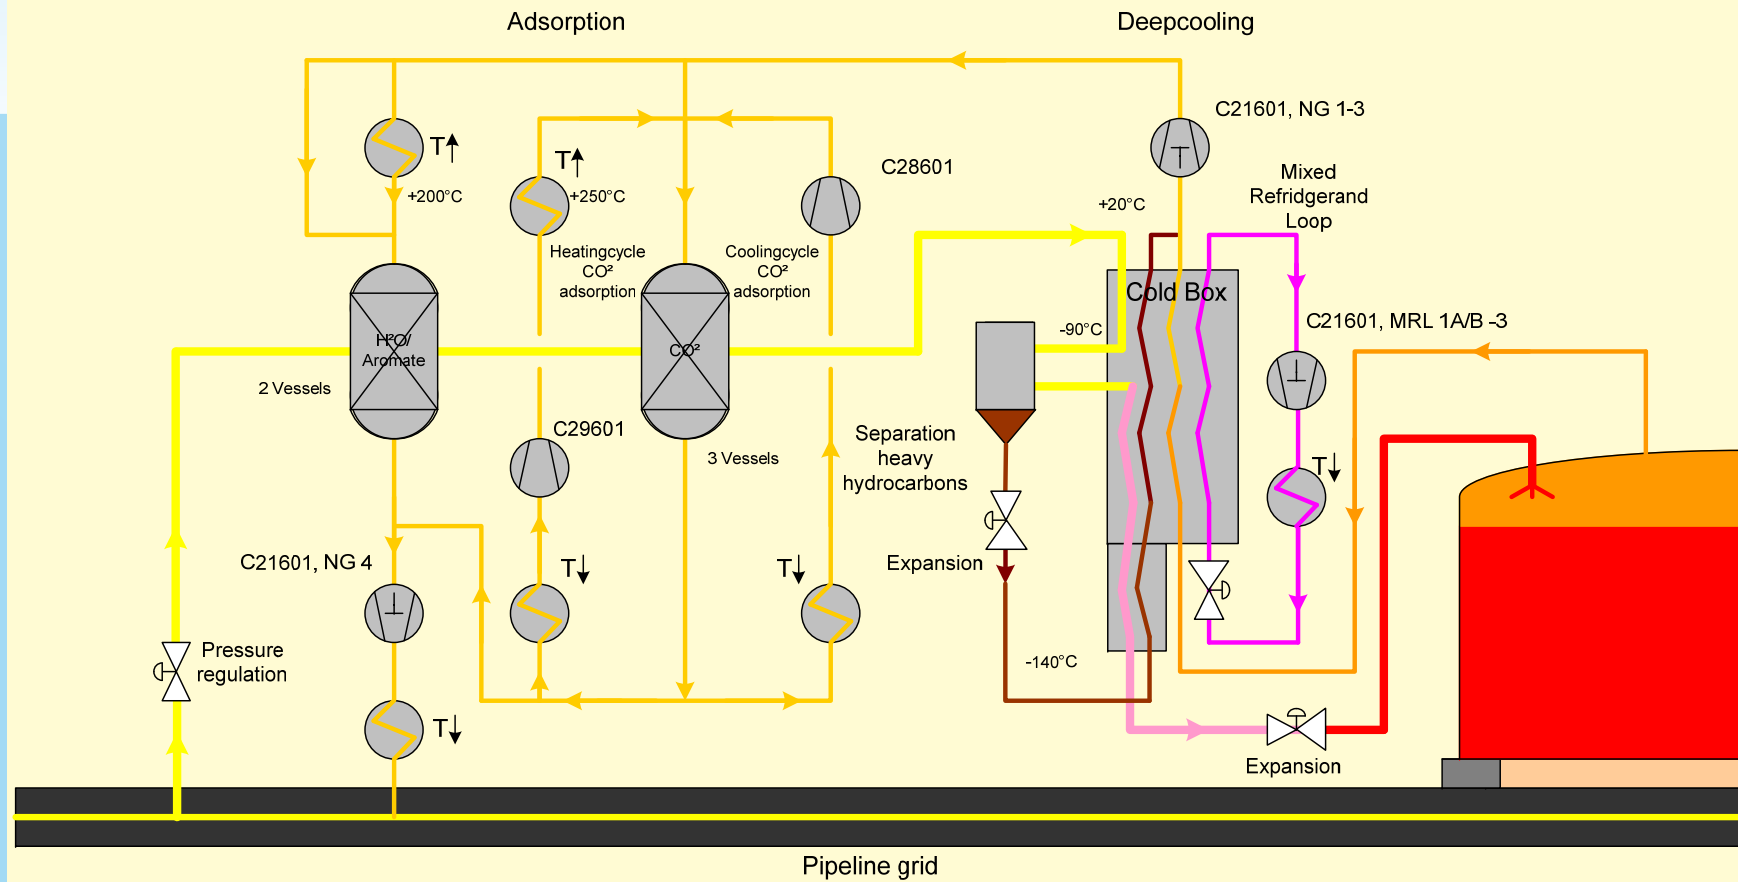 Adsorption
Deepcooling
C21601, NG 1-3
T
T
+200°C
+250°C
C28601
Mixed
Refridgerand
Loop
+20°C
Heatingcycle
CO²
adsorption
Coolingcycle
CO²
adsorption
Cold Box
-90°C
C21601, MRL 1A/B -3
H²O/
Aromate
CO²
2 Vessels
C29601
3 Vessels
Separation
heavy
hydrocarbons
T
C21601, NG 4
T
T
Expansion
Pressure
regulation
-140°C
T
Expansion
Pipeline grid